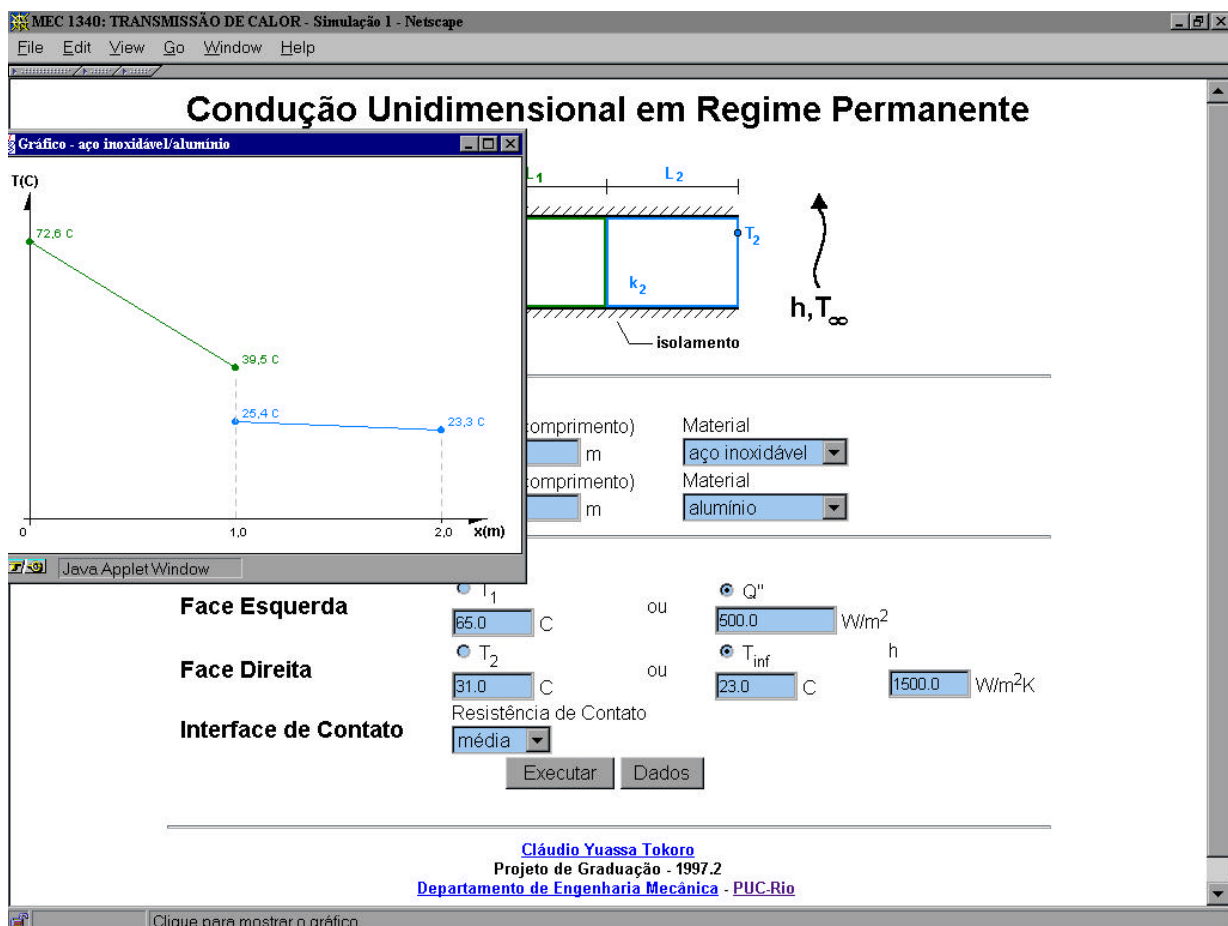 MEC 1340: TRANSMISSÃO DE CALOR - Simulação 1 - Netscape
File Edit View Go Window Help
Condução Unidimensional em Regime Permanente
Gráfico - aço inoxidável/alumínio
T(C)
72,6 C
39,5 C
25,4 C
23,3 C
0 1,0 2,0 x(m)
Java Applet Window
L1 L2
T2
k2
h,T∞
isolamento
omprimento) Material
m aço inoxidável
omprimento) Material
m alumínio
T1 Q"
Face Esquerda ou
65.0 C 500.0 W/m2
T2 Tinf h
Face Direita ou
31.0 C 23.0 C 1500.0 W/m2K
Resistência de Contato
Interface de Contato
média
Executar Dados
Cláudio Yuassa Tokoro
Projeto de Graduação - 1997.2
Departamento de Engenharia Mecânica - PUC-Rio
Clique para mostrar o gráfico